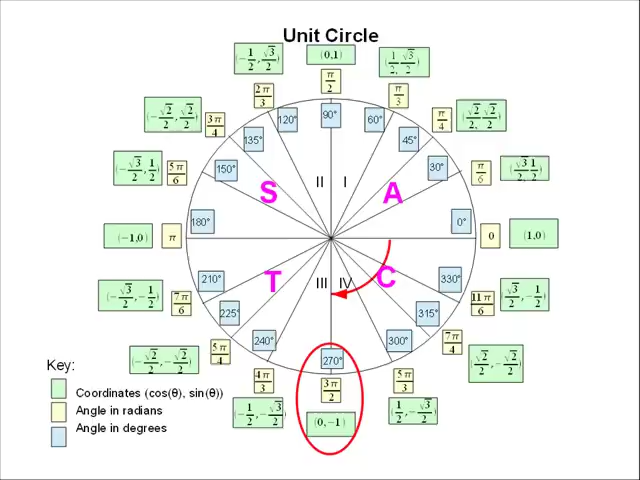 Unit Circle
(-1/2, √3/2)
(0,1)
(1/2, √3/2)
2π/3
π/2
π/3
(-√2/2, √2/2)
3π/4
120°
90°
60°
π/4
(√2/2, √2/2)
135°
45°
(-√3/2, 1/2)
5π/6
150°
II
I
30°
π/6
(√3/2, 1/2)
S
A
180°
0°
(-1,0)
π
0
(1,0)
210°
T
III
IV
C
330°
(-√3/2, -1/2)
7π/6
225°
315°
11π/6
(√3/2, -1/2)
240°
300°
(-√2/2, -√2/2)
5π/4
270°
7π/4
(√2/2, -√2/2)
4π/3
3π/2
5π/3
(-1/2, -√3/2)
(0,-1)
(1/2, -√3/2)
Key:
Coordinates (cos(θ), sin(θ))
Angle in radians
Angle in degrees